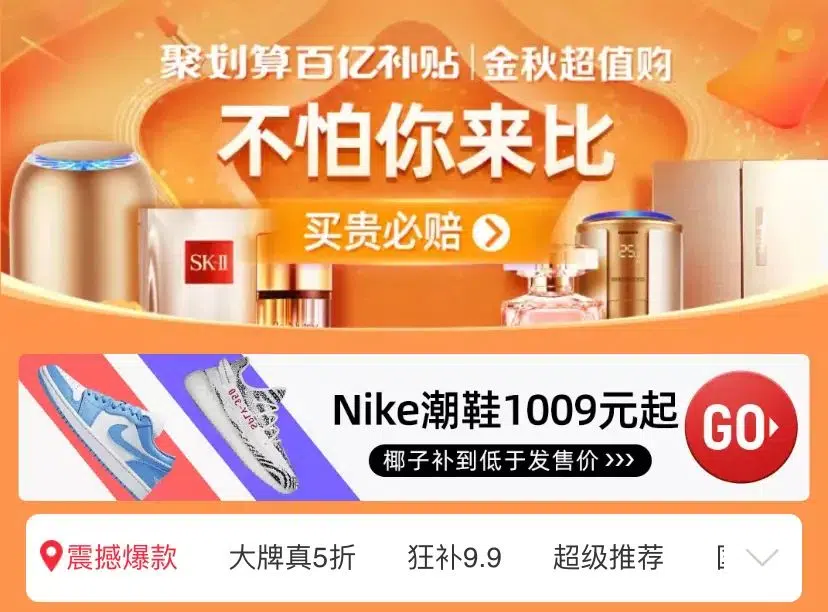 聚划算百亿补贴|金秋超值购
不怕你来比
买贵必赔
SK-II
25
Nike潮鞋1009元起
GO
椰子补到低于发售价>>>
SPLY-350
震撼爆款 大牌真5折 狂补9.9 超级推荐